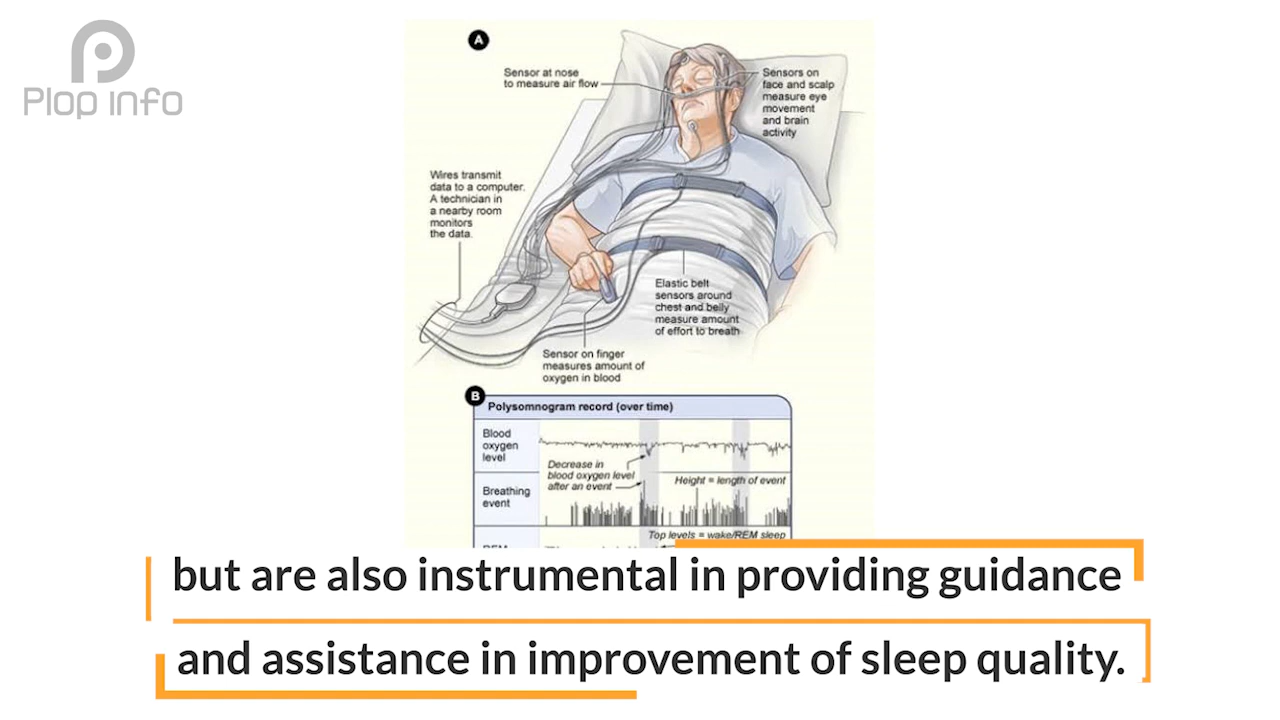 Plop info
A
Sensor at nose
to measure air flow
Sensors on
face and scalp
measure eye
movement
and brain
activity
Wires transmit
data to a computer.
A technician in
a nearby room
monitors
the data.
Elastic belt
sensors around
chest and belly
measure amount
of effort to breath
Sensor on finger
measures amount of
oxygen in blood
B
Polysomnogram record (over time)
Blood
oxygen
level
Decrease in
blood oxygen level
after an event
Height = length of event
Breathing
event
Top levels = wake/REM sleep
but are also instrumental in providing guidance
and assistance in improvement of sleep quality.